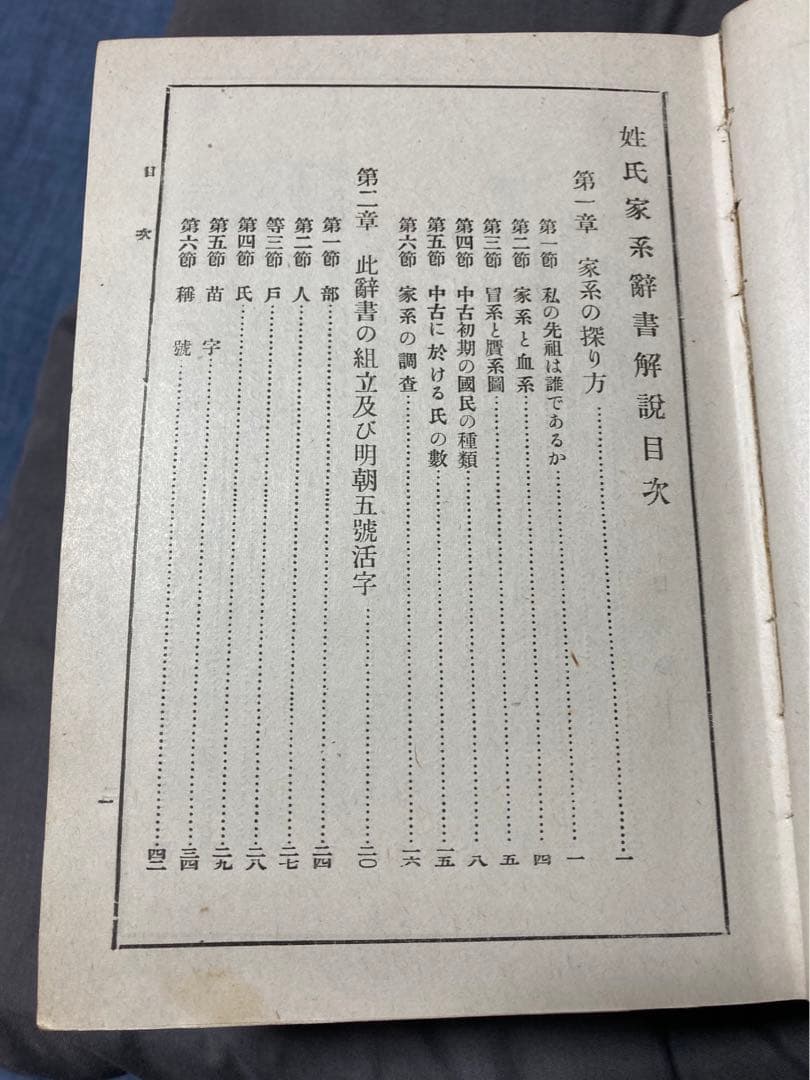 姓氏家系辭書解説目次
第一章 家系の探り方……一
第一節 私の先祖は誰であるか……一
第二節 家系と血系……四
第三節 冒系と贋系圖……五
第四節 中古初期の國民の種類……八
第五節 中古に於ける氏の數……一五
第六節 家系の調査……一六
第二章 此辭書の組立及び明朝五號活字……二〇
第一節 部……二四
第二節 人……二七
等三節 戸……二八
第四節 氏……二九
第五節 苗字……三四
第六節 稱號……四二
目次
一